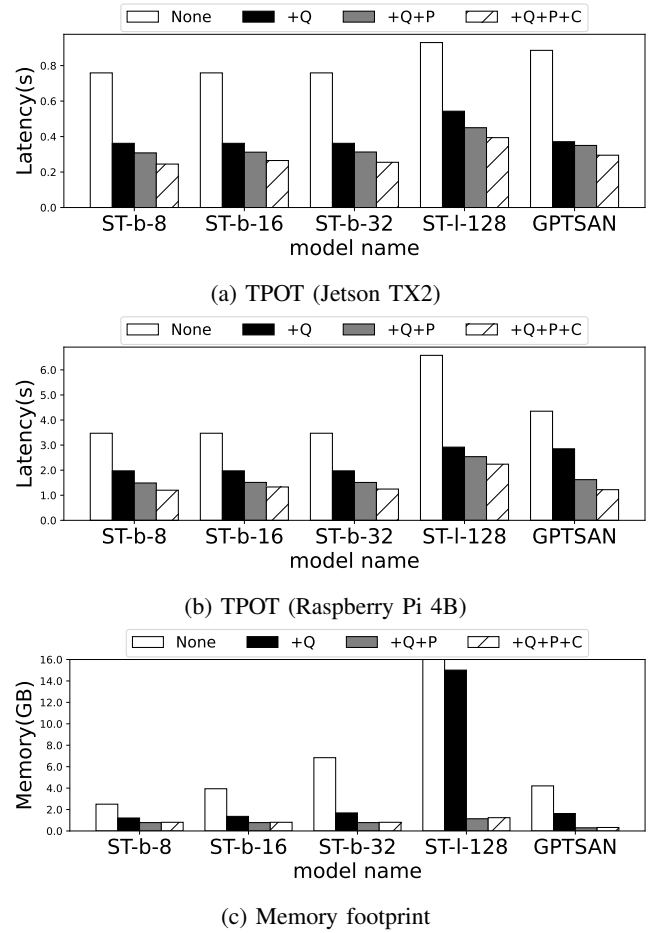 None +Q +Q+P +Q+P+C
Latency(s)
0.8
0.6
0.4
0.2
0.0
ST-b-8 ST-b-16 ST-b-32 ST-l-128 GPTSAN
model name
(a) TPOT (Jetson TX2)
None +Q +Q+P +Q+P+C
Latency(s)
6.0
5.0
4.0
3.0
2.0
1.0
0.0
ST-b-8 ST-b-16 ST-b-32 ST-l-128 GPTSAN
model name
(b) TPOT (Raspberry Pi 4B)
None +Q +Q+P +Q+P+C
Memory(GB)
16.0
14.0
12.0
10.0
8.0
6.0
4.0
2.0
0.0
ST-b-8 ST-b-16 ST-b-32 ST-l-128 GPTSAN
model name
(c) Memory footprint